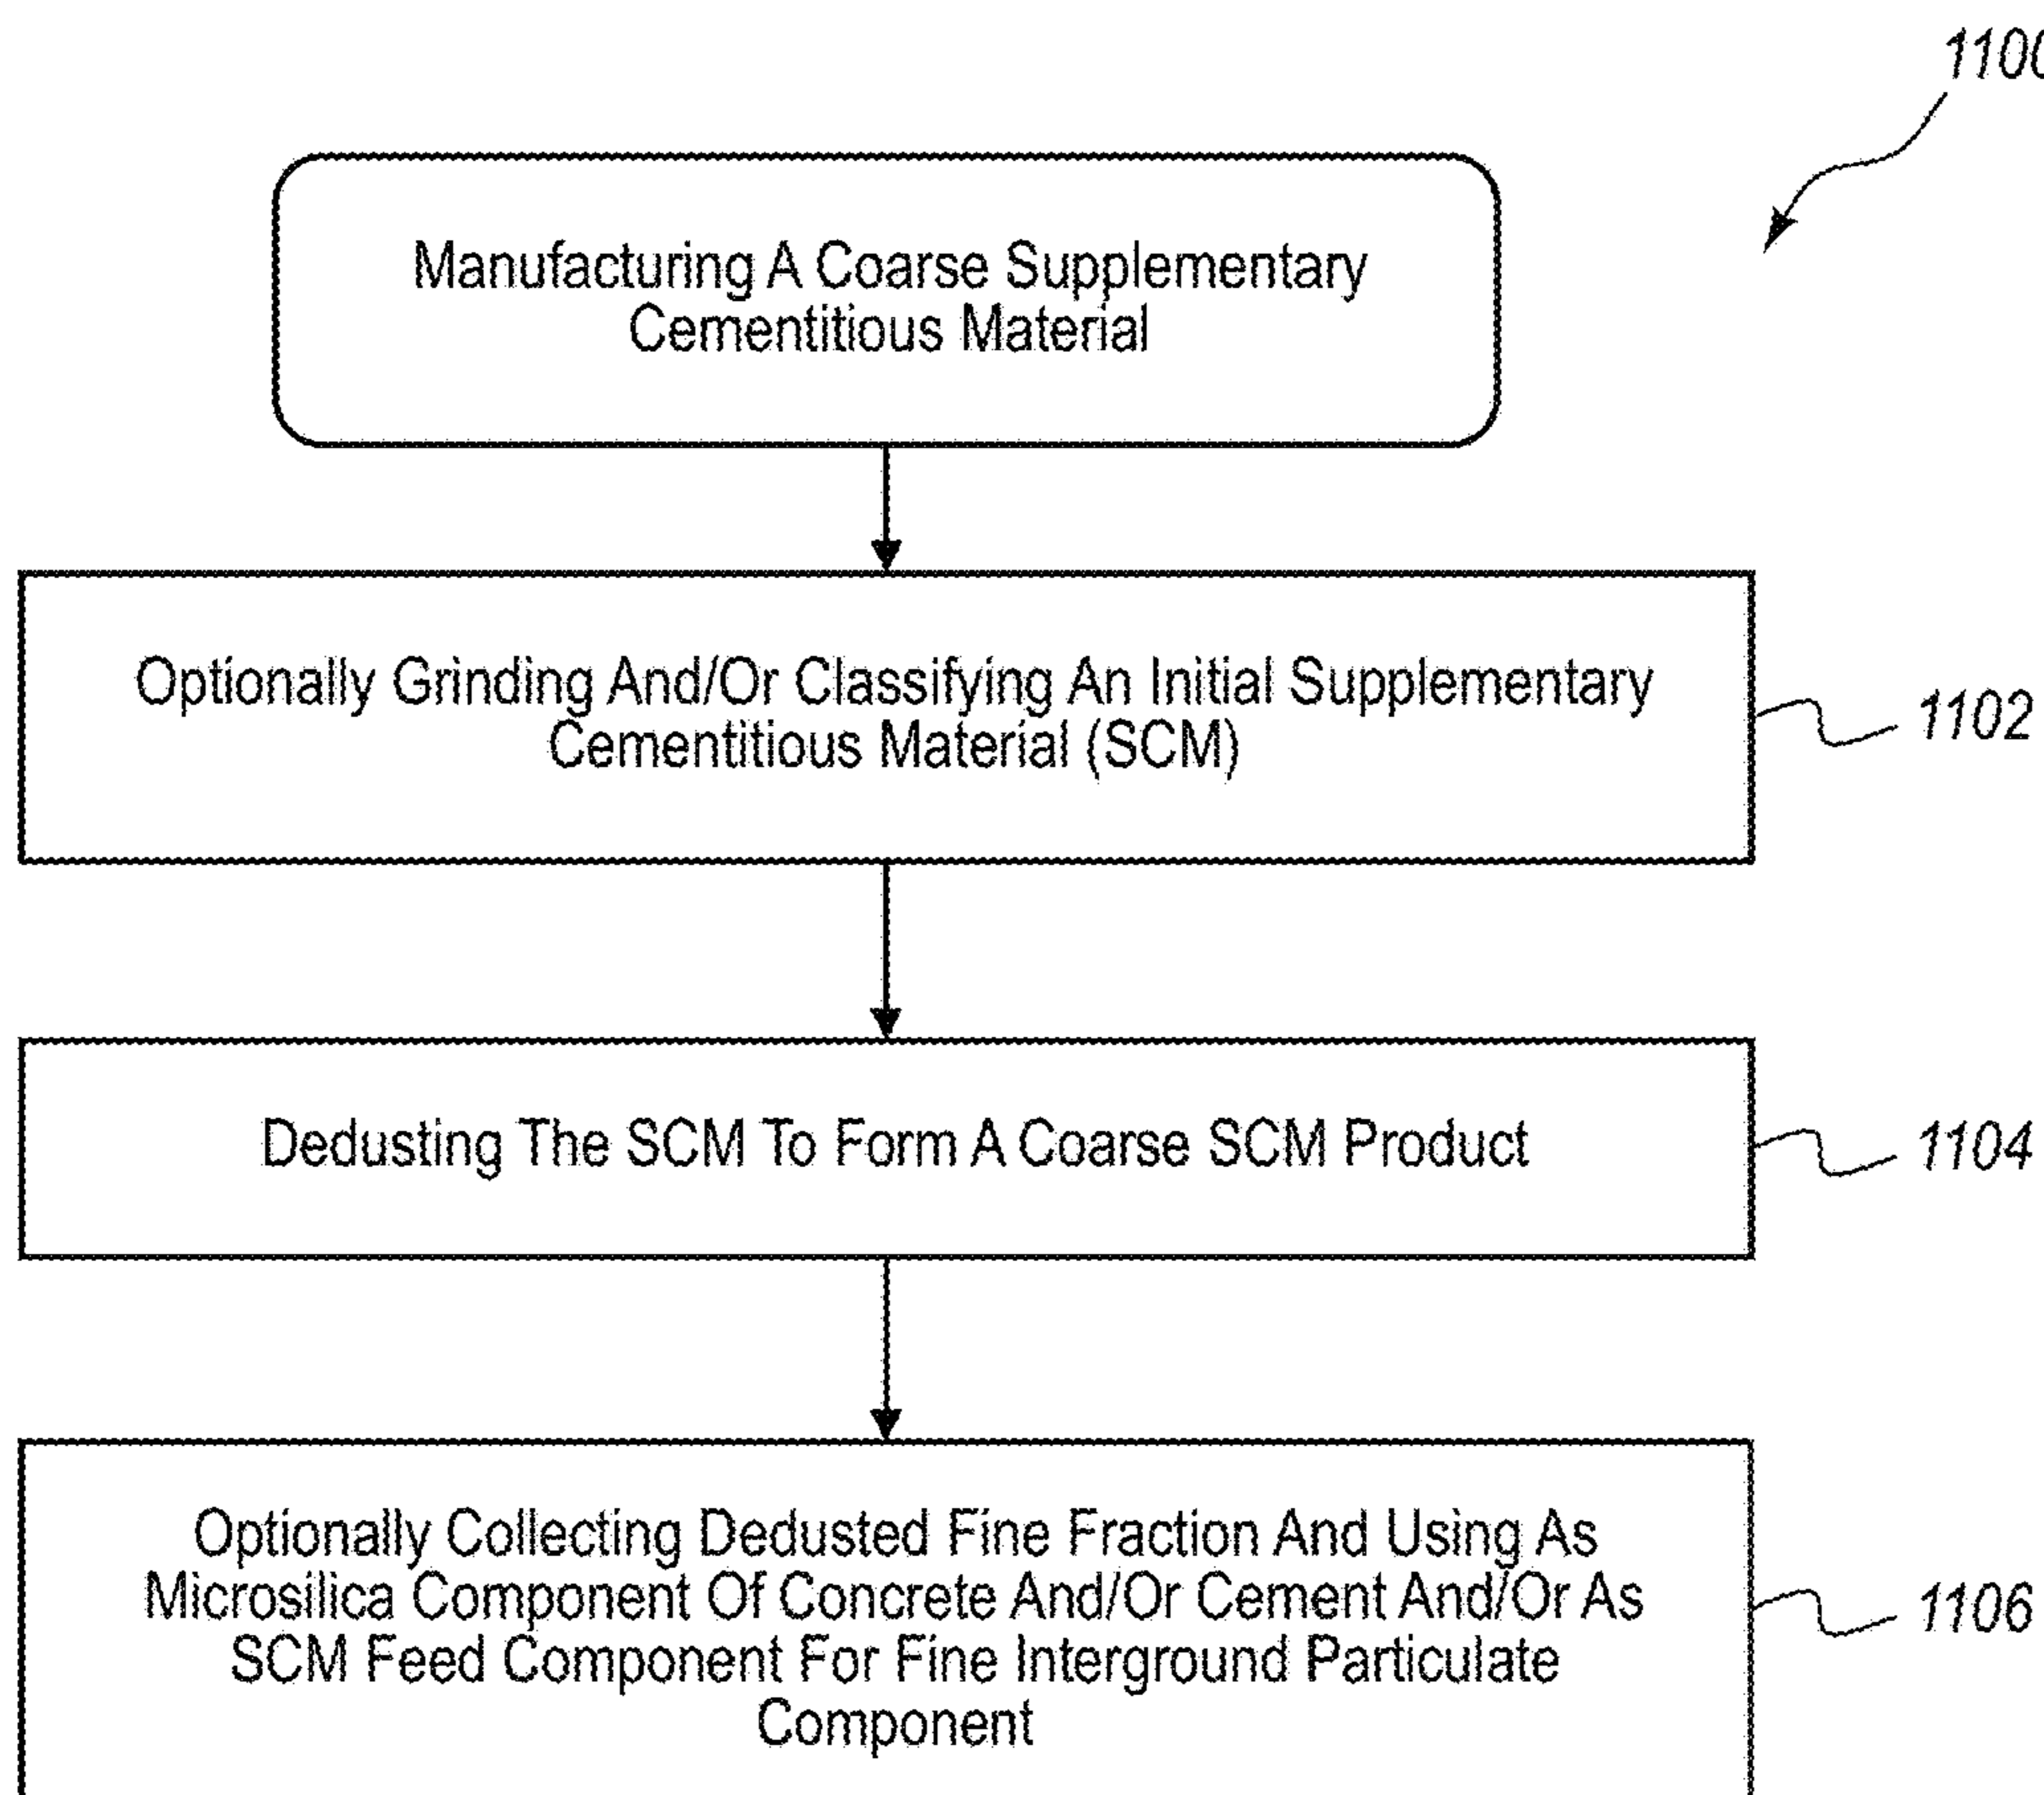 1100
Manufacturing A Coarse Supplementary
Cementitious Material
Optionally Grinding And/Or Classifying An Initial Supplementary
Cementitious Material (SCM)
1102
Dedusting The SCM To Form A Coarse SCM Product
1104
Optionally Collecting Dedusted Fine Fraction And Using As
Microsilica Component Of Concrete And/Or Cement And/Or As
SCM Feed Component For Fine Interground Particulate
Component
1106